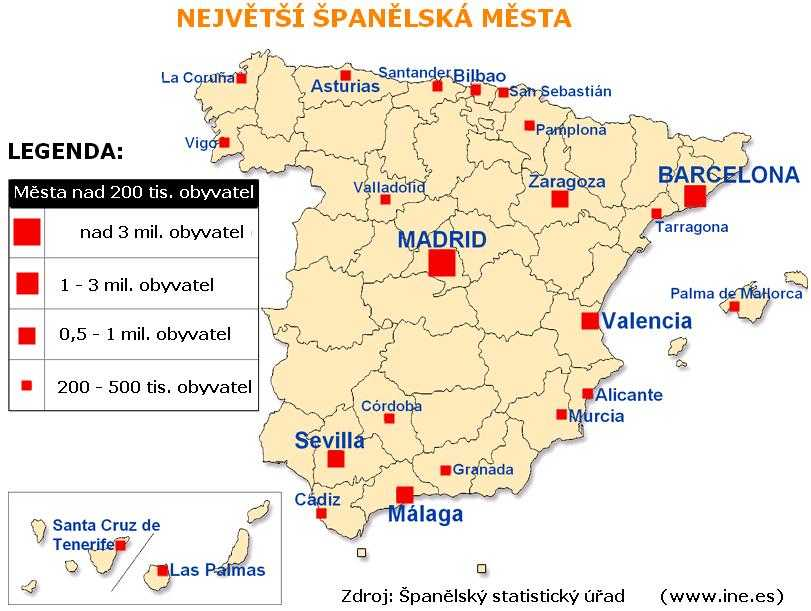 NEJVĚTŠÍ ŠPANĚLSKÁ MĚSTA
La Coruña
Asturias
Santander
Bilbao
San Sebastián
Vigo
Pamplona
LEGENDA:
Města nad 200 tis. obyvatel
nad 3 mil. obyvatel
1 - 3 mil. obyvatel
0,5 - 1 mil. obyvatel
200 - 500 tis. obyvatel
Valladolid
Zaragoza
BARCELONA
Tarragona
MADRID
Palma de Mallorca
Valencia
Alicante
Murcia
Córdoba
Sevilla
Granada
Cádiz
Málaga
Santa Cruz de
Tenerife
Las Palmas
Zdroj: Španělský statistický úřad (www.ine.es)